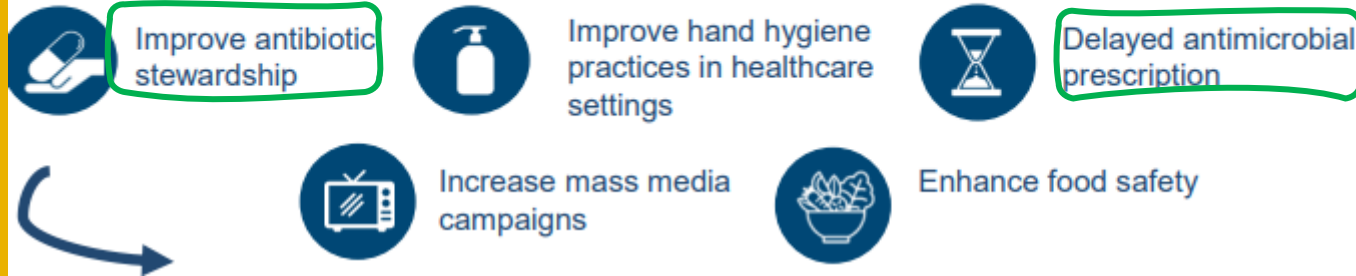 Improve antibiotic
stewardship
Improve hand hygiene
practices in healthcare
settings
Delayed antimicrobial
prescription
Increase mass media
campaigns
Enhance food safety